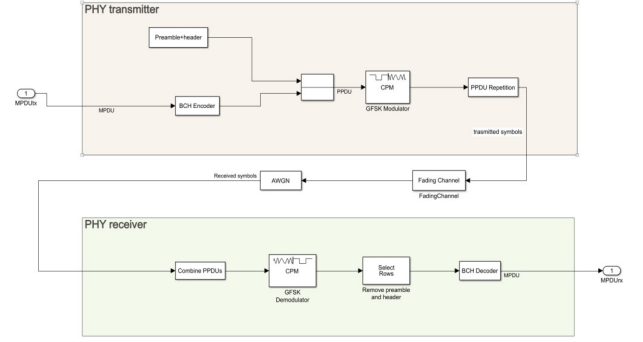 PHY transmitter
Preamble+header
1
MPDUtx
MPDU
BCH Encoder
PPDU
CPM
GFSK Modulator
PPDU Repetition
trasmitted symbols
Received symbols
AWGN
Fading Channel
FadingChannel
PHY receiver
Combine PPDUs
CPM
GFSK
Demodulator
Select
Rows
Remove preamble
and header
BCH Decoder
MPDU
1
MPDUrx